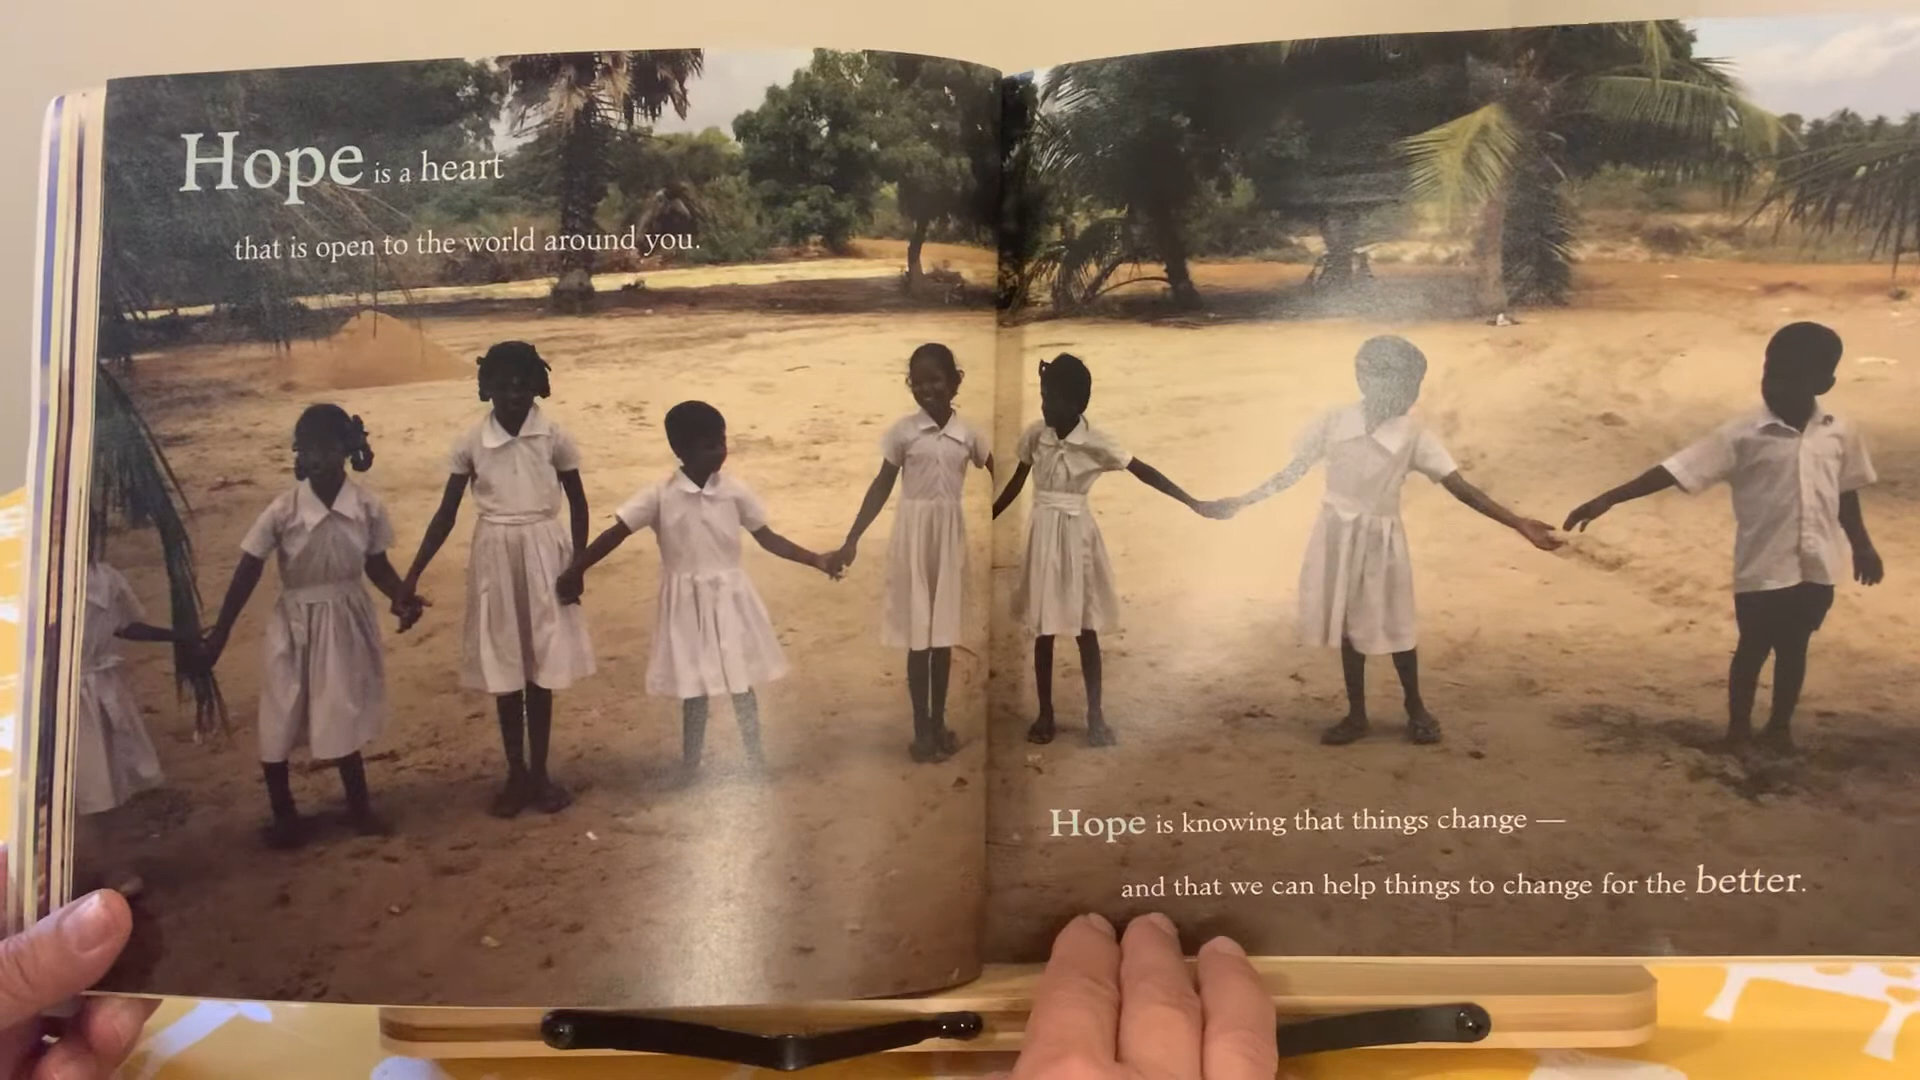 Hope is a heart
that is open to the world around you.
Hope is knowing that things change —
and that we can help things to change for the better.